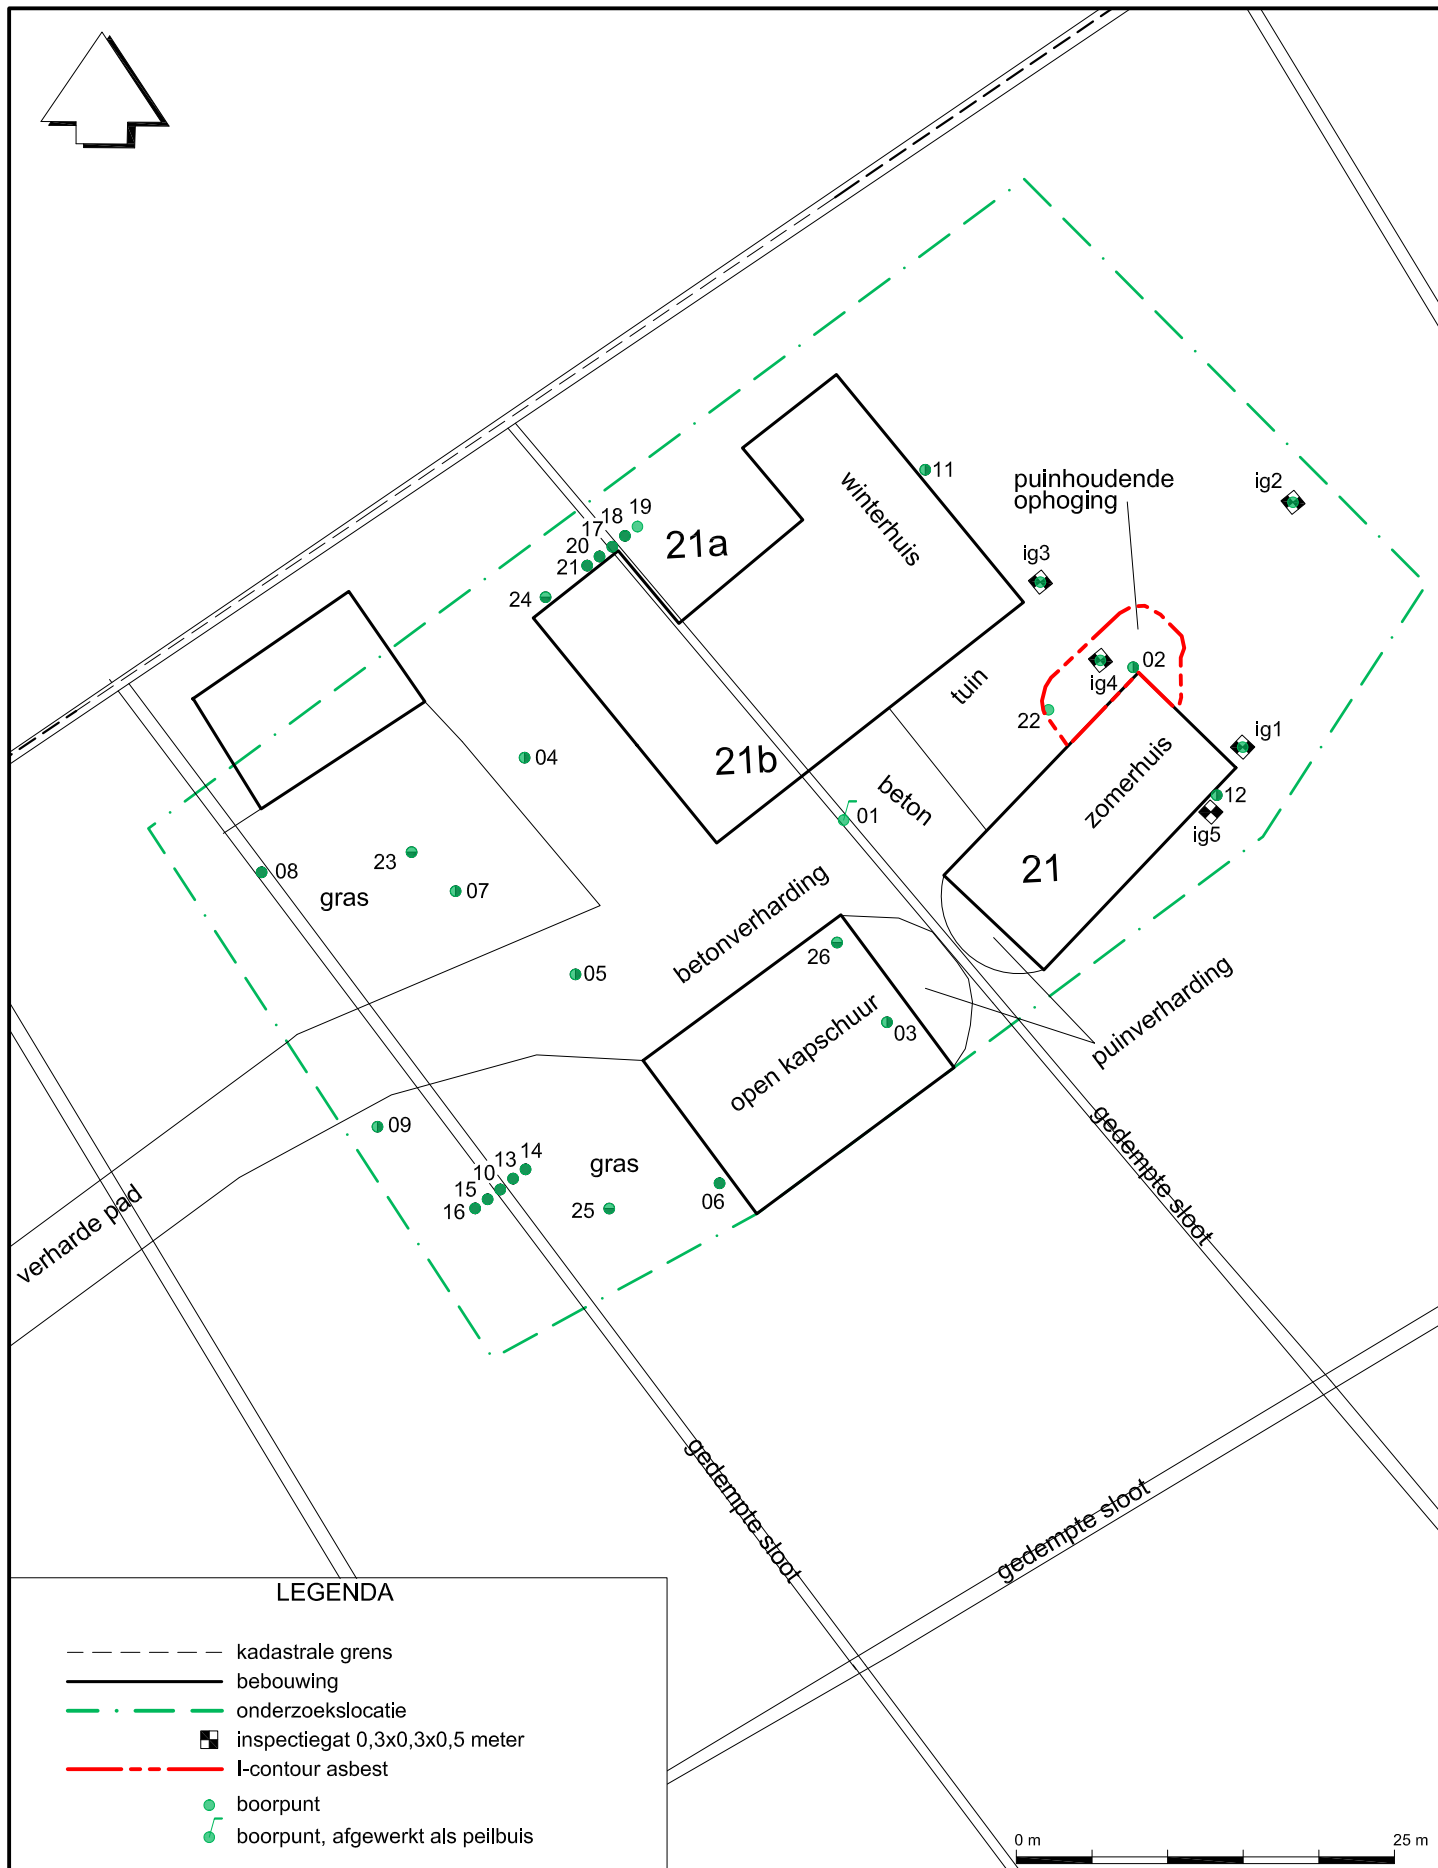 puinhoudende
ophoging
ig2
11
winterhuis
19
18
17
20
21
24
21a
ig3
02
ig4
22
tuin
ig1
12
ig5
zomerhuis
21
04
21b
beton
01
23
08
gras
07
betonverharding
26
05
03
open kapschuur
puinverharding
gedempte sloot
09
14
13
10
15
16
gras
25
06
verharde pad
gedempte sloot
gedempte sloot
LEGENDA
kadastrale grens
bebouwing
onderzoekslocatie
inspectiegat 0,3x0,3x0,5 meter
I-contour asbest
boorpunt
boorpunt, afgewerkt als peilbuis
0 m 25 m